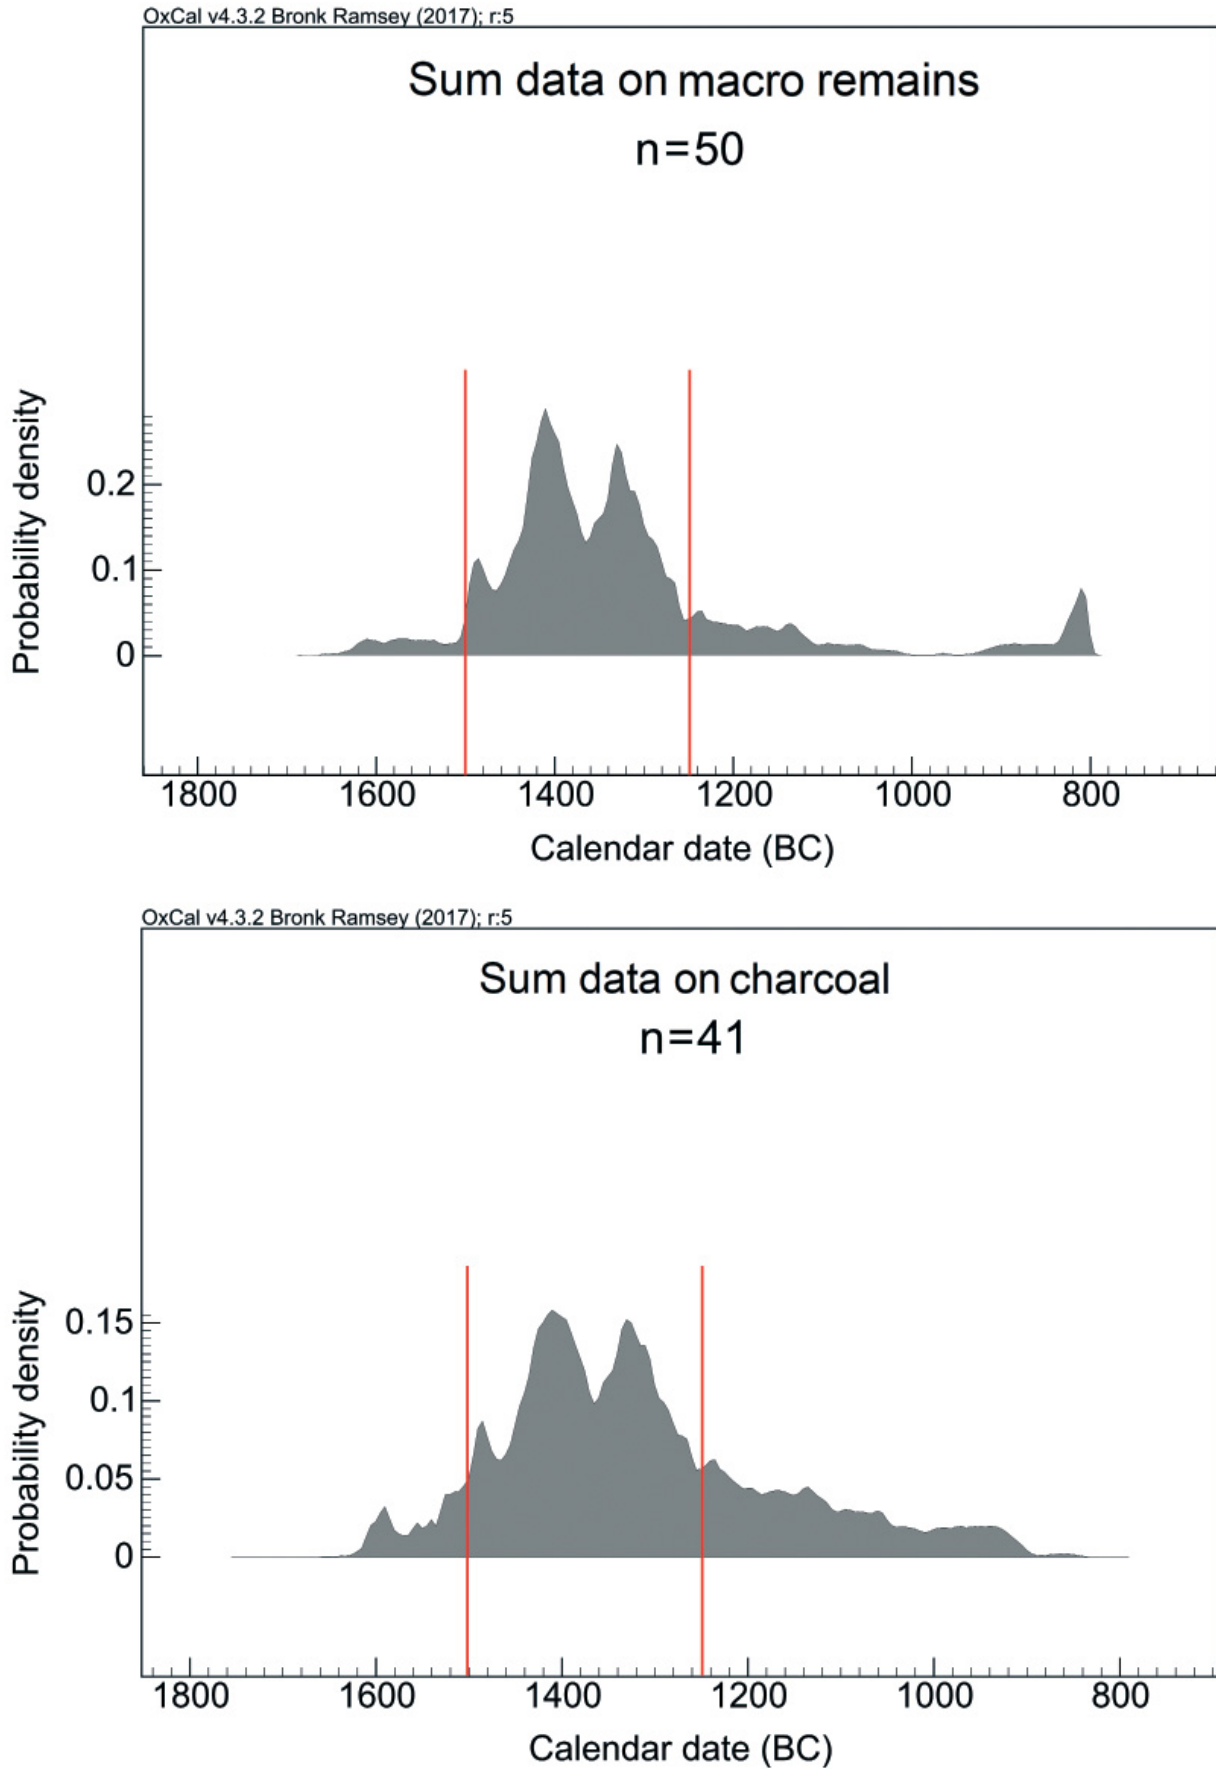 OxCal v4.3.2 Bronk Ramsey (2017); r:5
Sum data on macro remains
n=50
Probability density
0.2
0.1
0
1800 1600 1400 1200 1000 800
Calendar date (BC)
OxCal v4.3.2 Bronk Ramsey (2017); r:5
Sum data on charcoal
n=41
Probability density
0.15
0.1
0.05
0
1800 1600 1400 1200 1000 800
Calendar date (BC)